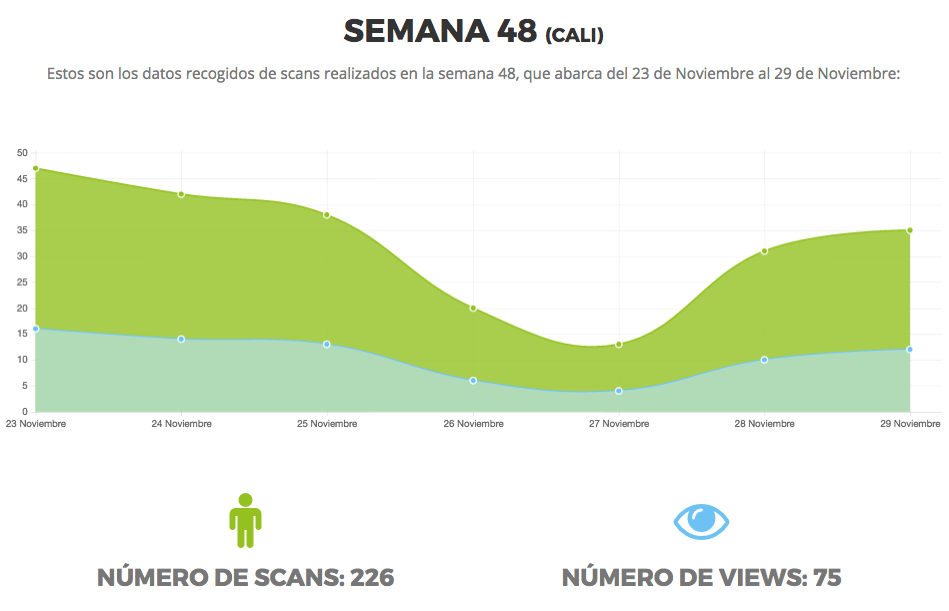 SEMANA 48 (CALI)
Estos son los datos recogidos de scans realizados en la semana 48, que abarca del 23 de Noviembre al 29 de Noviembre:
50
45
40
35
30
25
20
15
10
5
0
23 Noviembre 24 Noviembre 25 Noviembre 26 Noviembre 27 Noviembre 28 Noviembre 29 Noviembre
NÚMERO DE SCANS: 226 NÚMERO DE VIEWS: 75